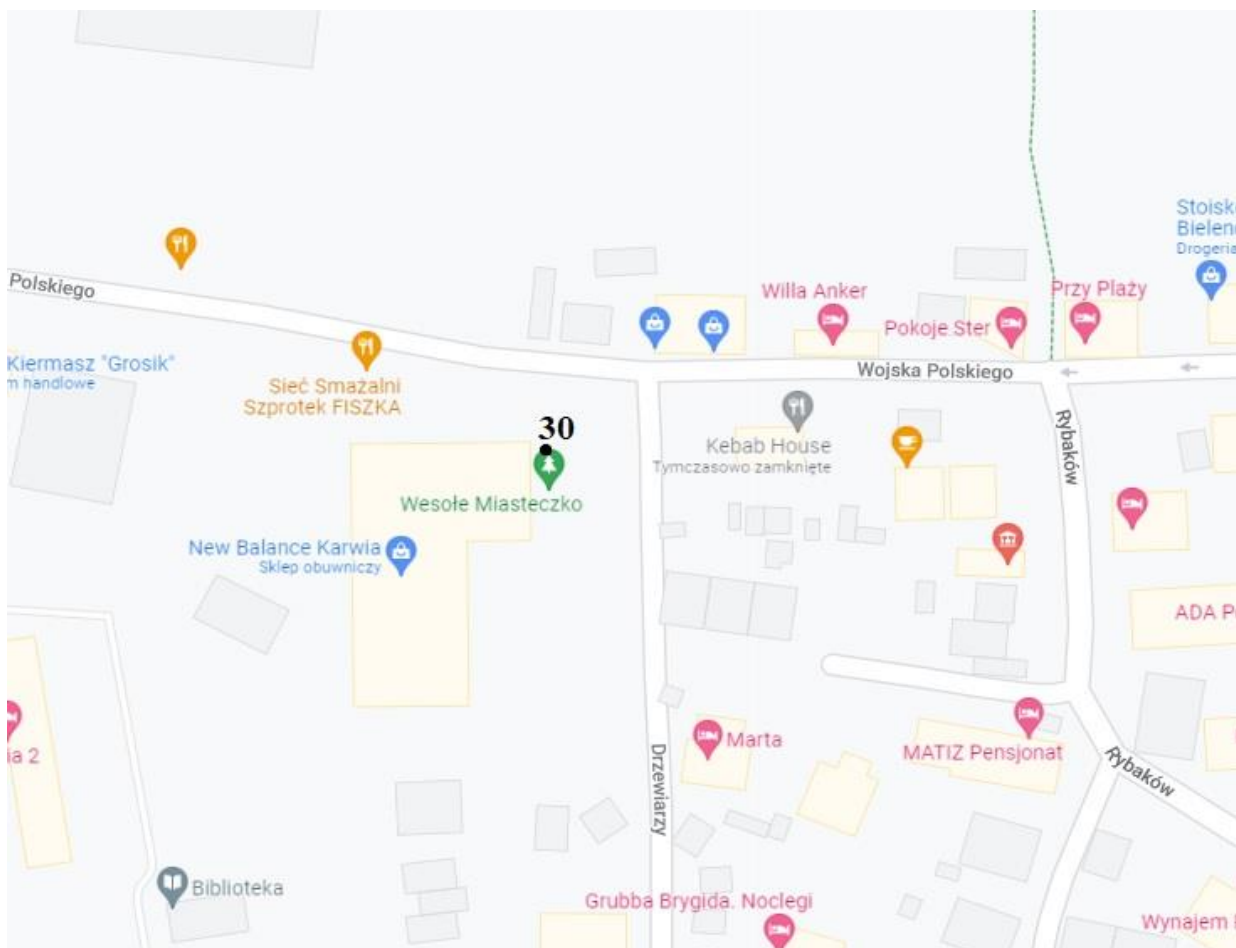 Polskiego
Stoisk
Bielen
Drogeria
Willa Anker
Przy Plaży
Pokoje Ster
Kiermasz "Grosik"
m handlowe
Sieć Smażalni
Szprotek FISZKA
Wojska Polskiego
30
Kebab House
Tymczasowo zamknięte
Rybaków
Wesołe Miasteczko
New Balance Karwia
Sklep obuwniczy
ADA P
ia 2
Marta
MATIZ Pensjonat
Drzewiarzy
Rybaków
Biblioteka
Grubba Brygida. Noclegi
Wynajem